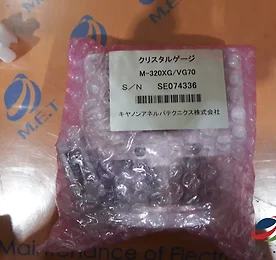 クリスタルゲージ
M-320XG/VG70
S/N SE074336
キヤノンアネルバテクニクス株式会社
M.E.T
M.E.T
Maintenance of Electro